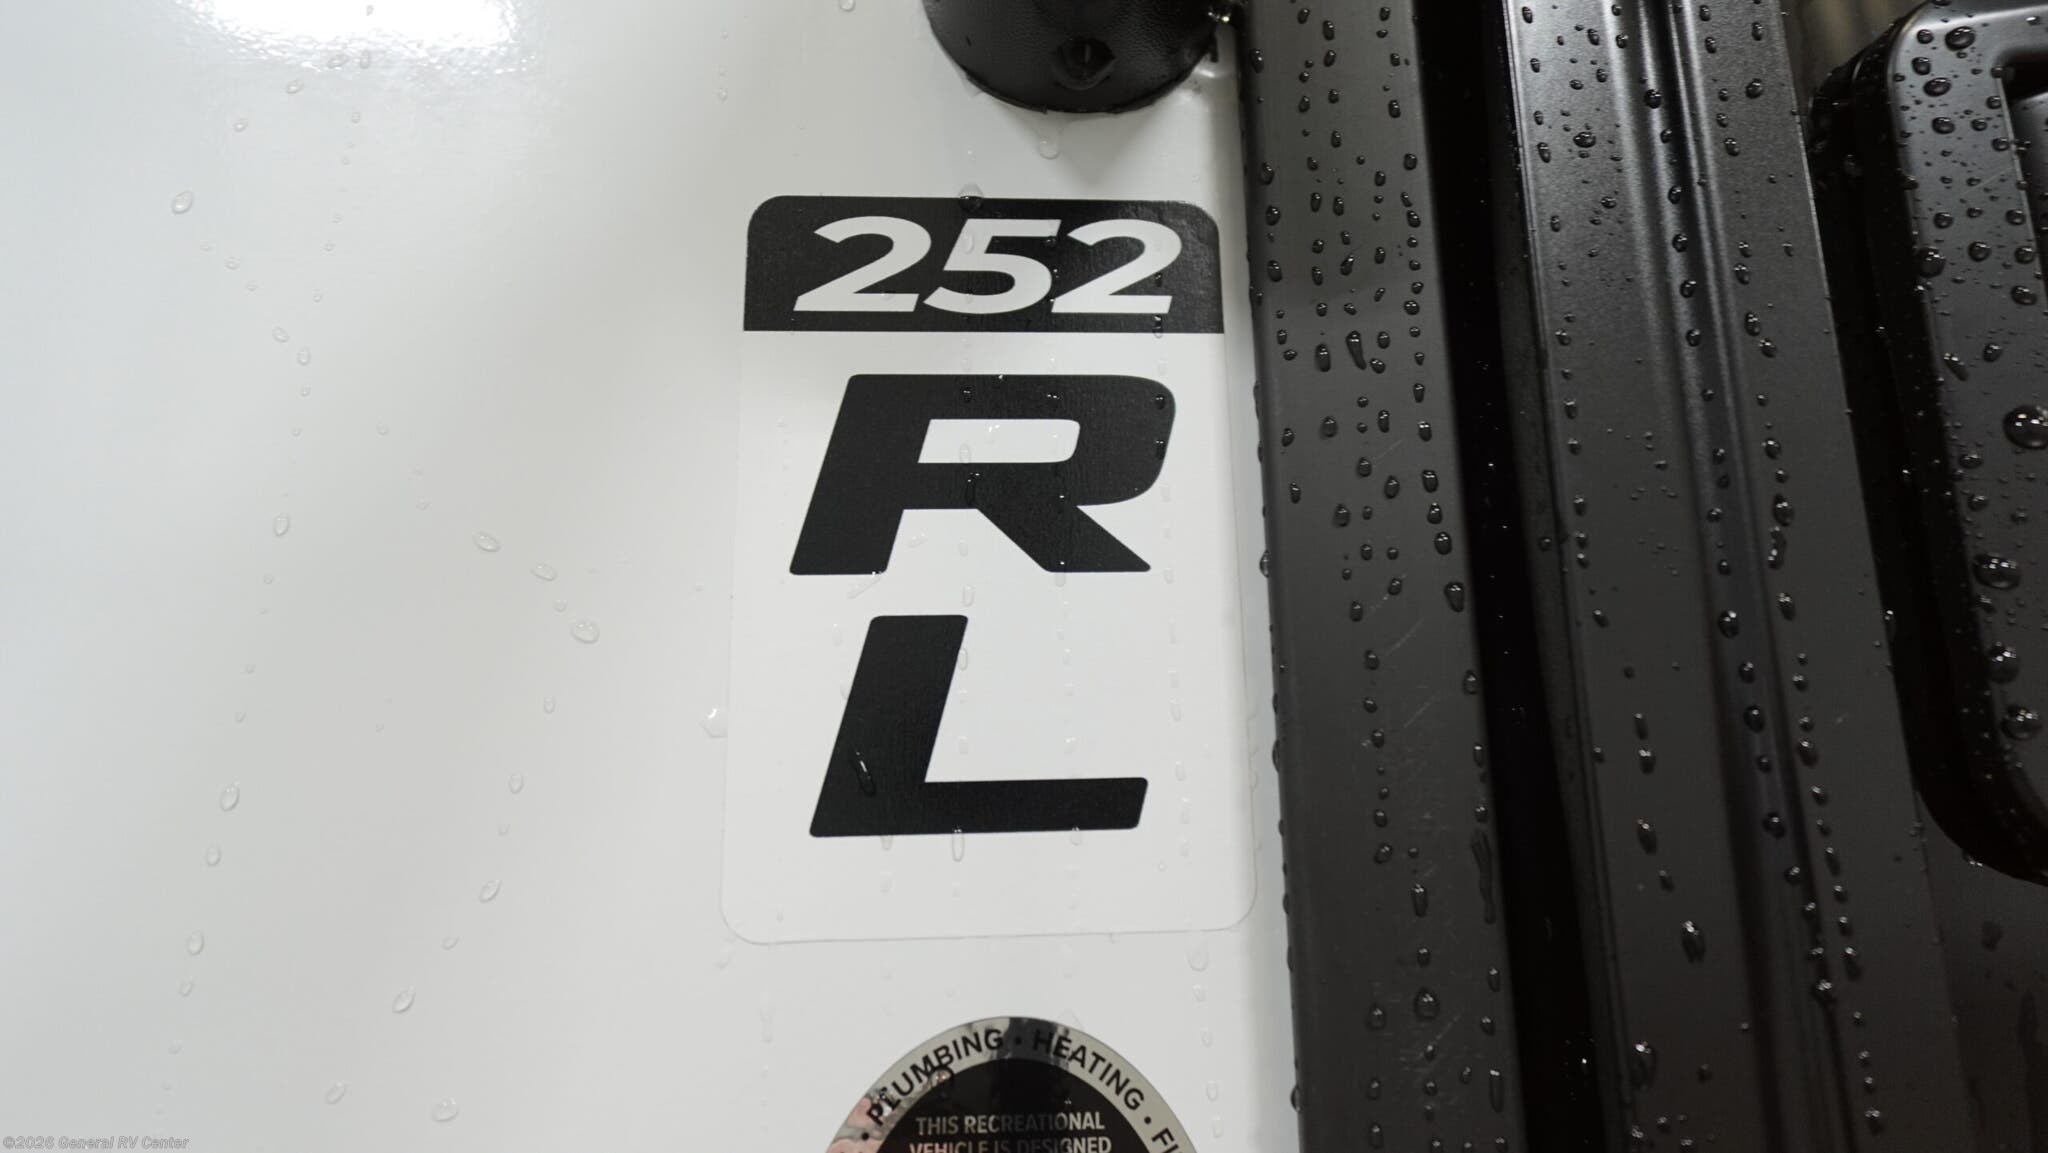 252
R
L
PLUMBING · HEATING ·
THIS RECREATIONAL
VEHICLE IS DESIGNED
©2026 General RV Center